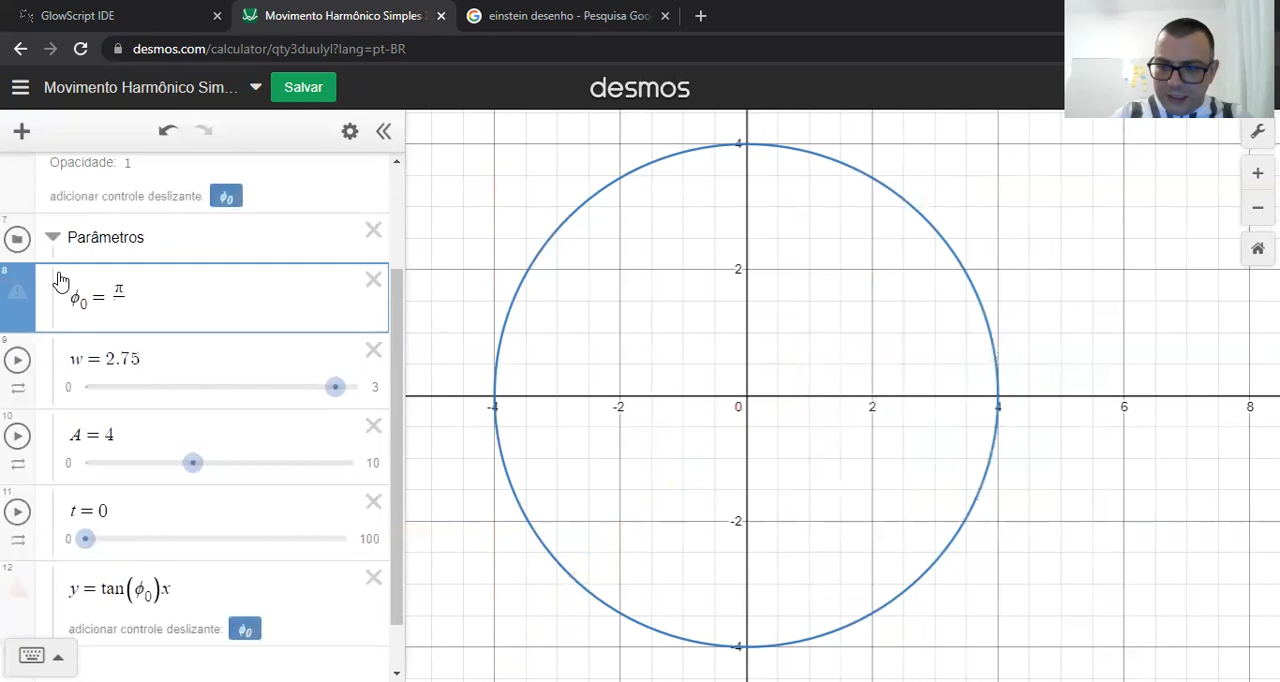 GlowScript IDE
Movimento Harmônico Simples
einstein desenho - Pesquisa Goo
desmos.com/calculator/qty3duulyl?lang=pt-BR
Movimento Harmônico Sim...
Salvar
desmos
Opacidade: 1
adicionar controle deslizante ϕ₀
7
Parâmetros
8
ϕ₀ = π
9
w = 2.75
0 3
10
A = 4
0 10
11
t = 0
0 100
12
y = tan(ϕ₀)x
adicionar controle deslizante: ϕ₀
4
2
-4 -2 0 2 4 6 8
-2
-4